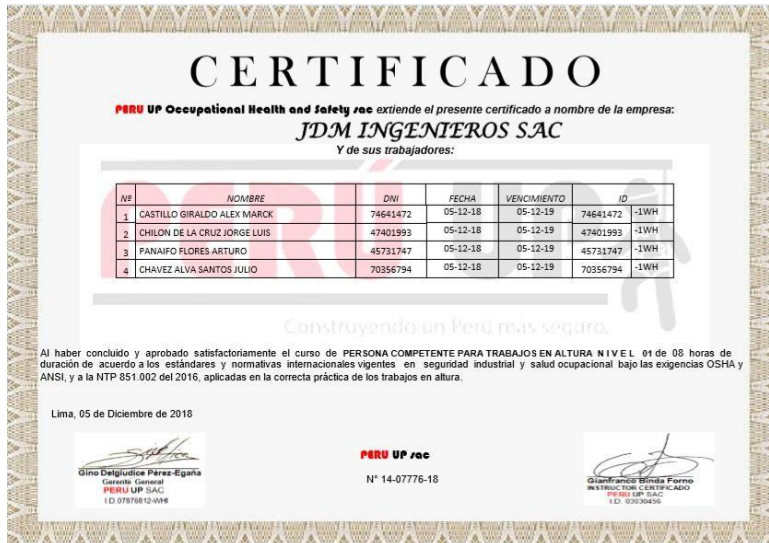 CERTIFICADO
PERU UP Occupational Health and Safety sac extiende el presente certificado a nombre de la empresa:
JDM INGENIEROS SAC
Y de sus trabajadores:
PERÚ UP
Nº NOMBRE DNI FECHA VENCIMIENTO ID
1 CASTILLO GIRALDO ALEX MARCK 74641472 05-12-18 05-12-19 74641472 -1WH
2 CHILON DE LA CRUZ JORGE LUIS 47401993 05-12-18 05-12-19 47401993 -1WH
3 PANAIFO FLORES ARTURO 45731747 05-12-18 05-12-19 45731747 -1WH
4 CHAVEZ ALVA SANTOS JULIO 70356794 05-12-18 05-12-19 70356794 -1WH
Construyendo un Perú más seguro.
Al haber concluido y aprobado satisfactoriamente el curso de PERSONA COMPETENTE PARA TRABAJOS EN ALTURA N I V E L 01 de 08 horas de
duración de acuerdo a los estándares y normativas internacionales vigentes en seguridad industrial y salud ocupacional bajo las exigencias OSHA y
ANSI, y a la NTP 851.002 del 2016, aplicadas en la correcta práctica de los trabajos en altura.
Lima, 05 de Diciembre de 2018
Gino Delgiudice Pérez-Egaña
Gerente General
PERU UP SAC
I.D. 07876812-WHI
PERU UP sac
N° 14-07776-18
Gianfranco Binda Forno
INSTRUCTOR CERTIFICADO
PERU UP SAC
I.D. 03030456